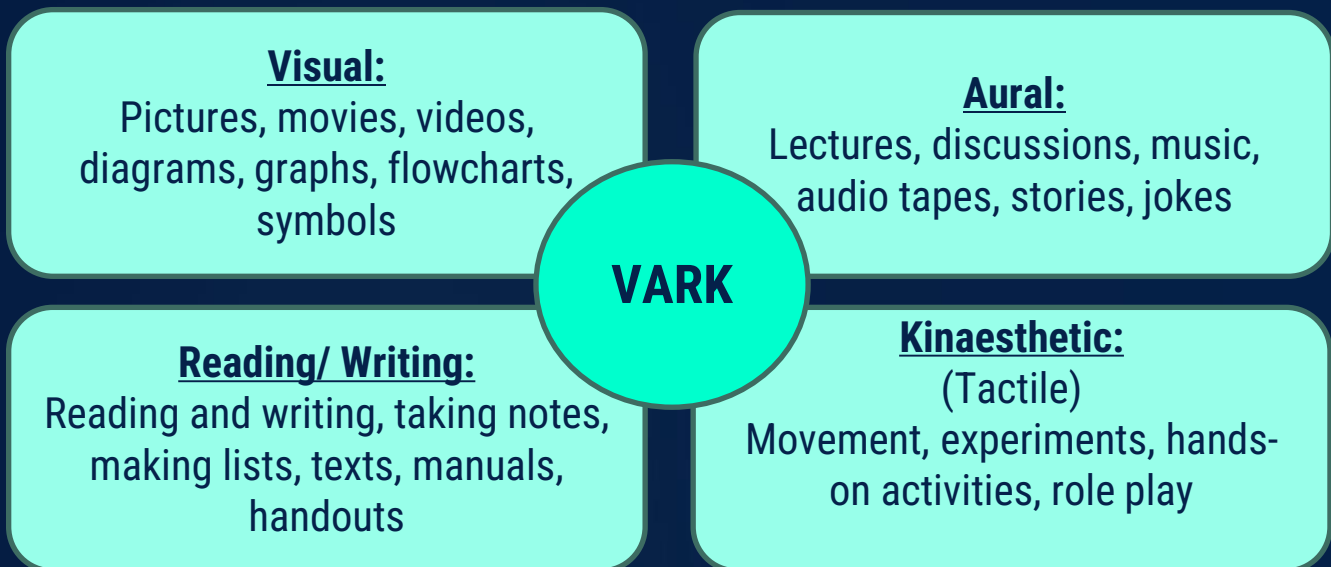 Visual:
Pictures, movies, videos,
diagrams, graphs, flowcharts,
symbols
Aural:
Lectures, discussions, music,
audio tapes, stories, jokes
VARK
Reading/ Writing:
Reading and writing, taking notes,
making lists, texts, manuals,
handouts
Kinaesthetic:
(Tactile)
Movement, experiments, hands-
on activities, role play